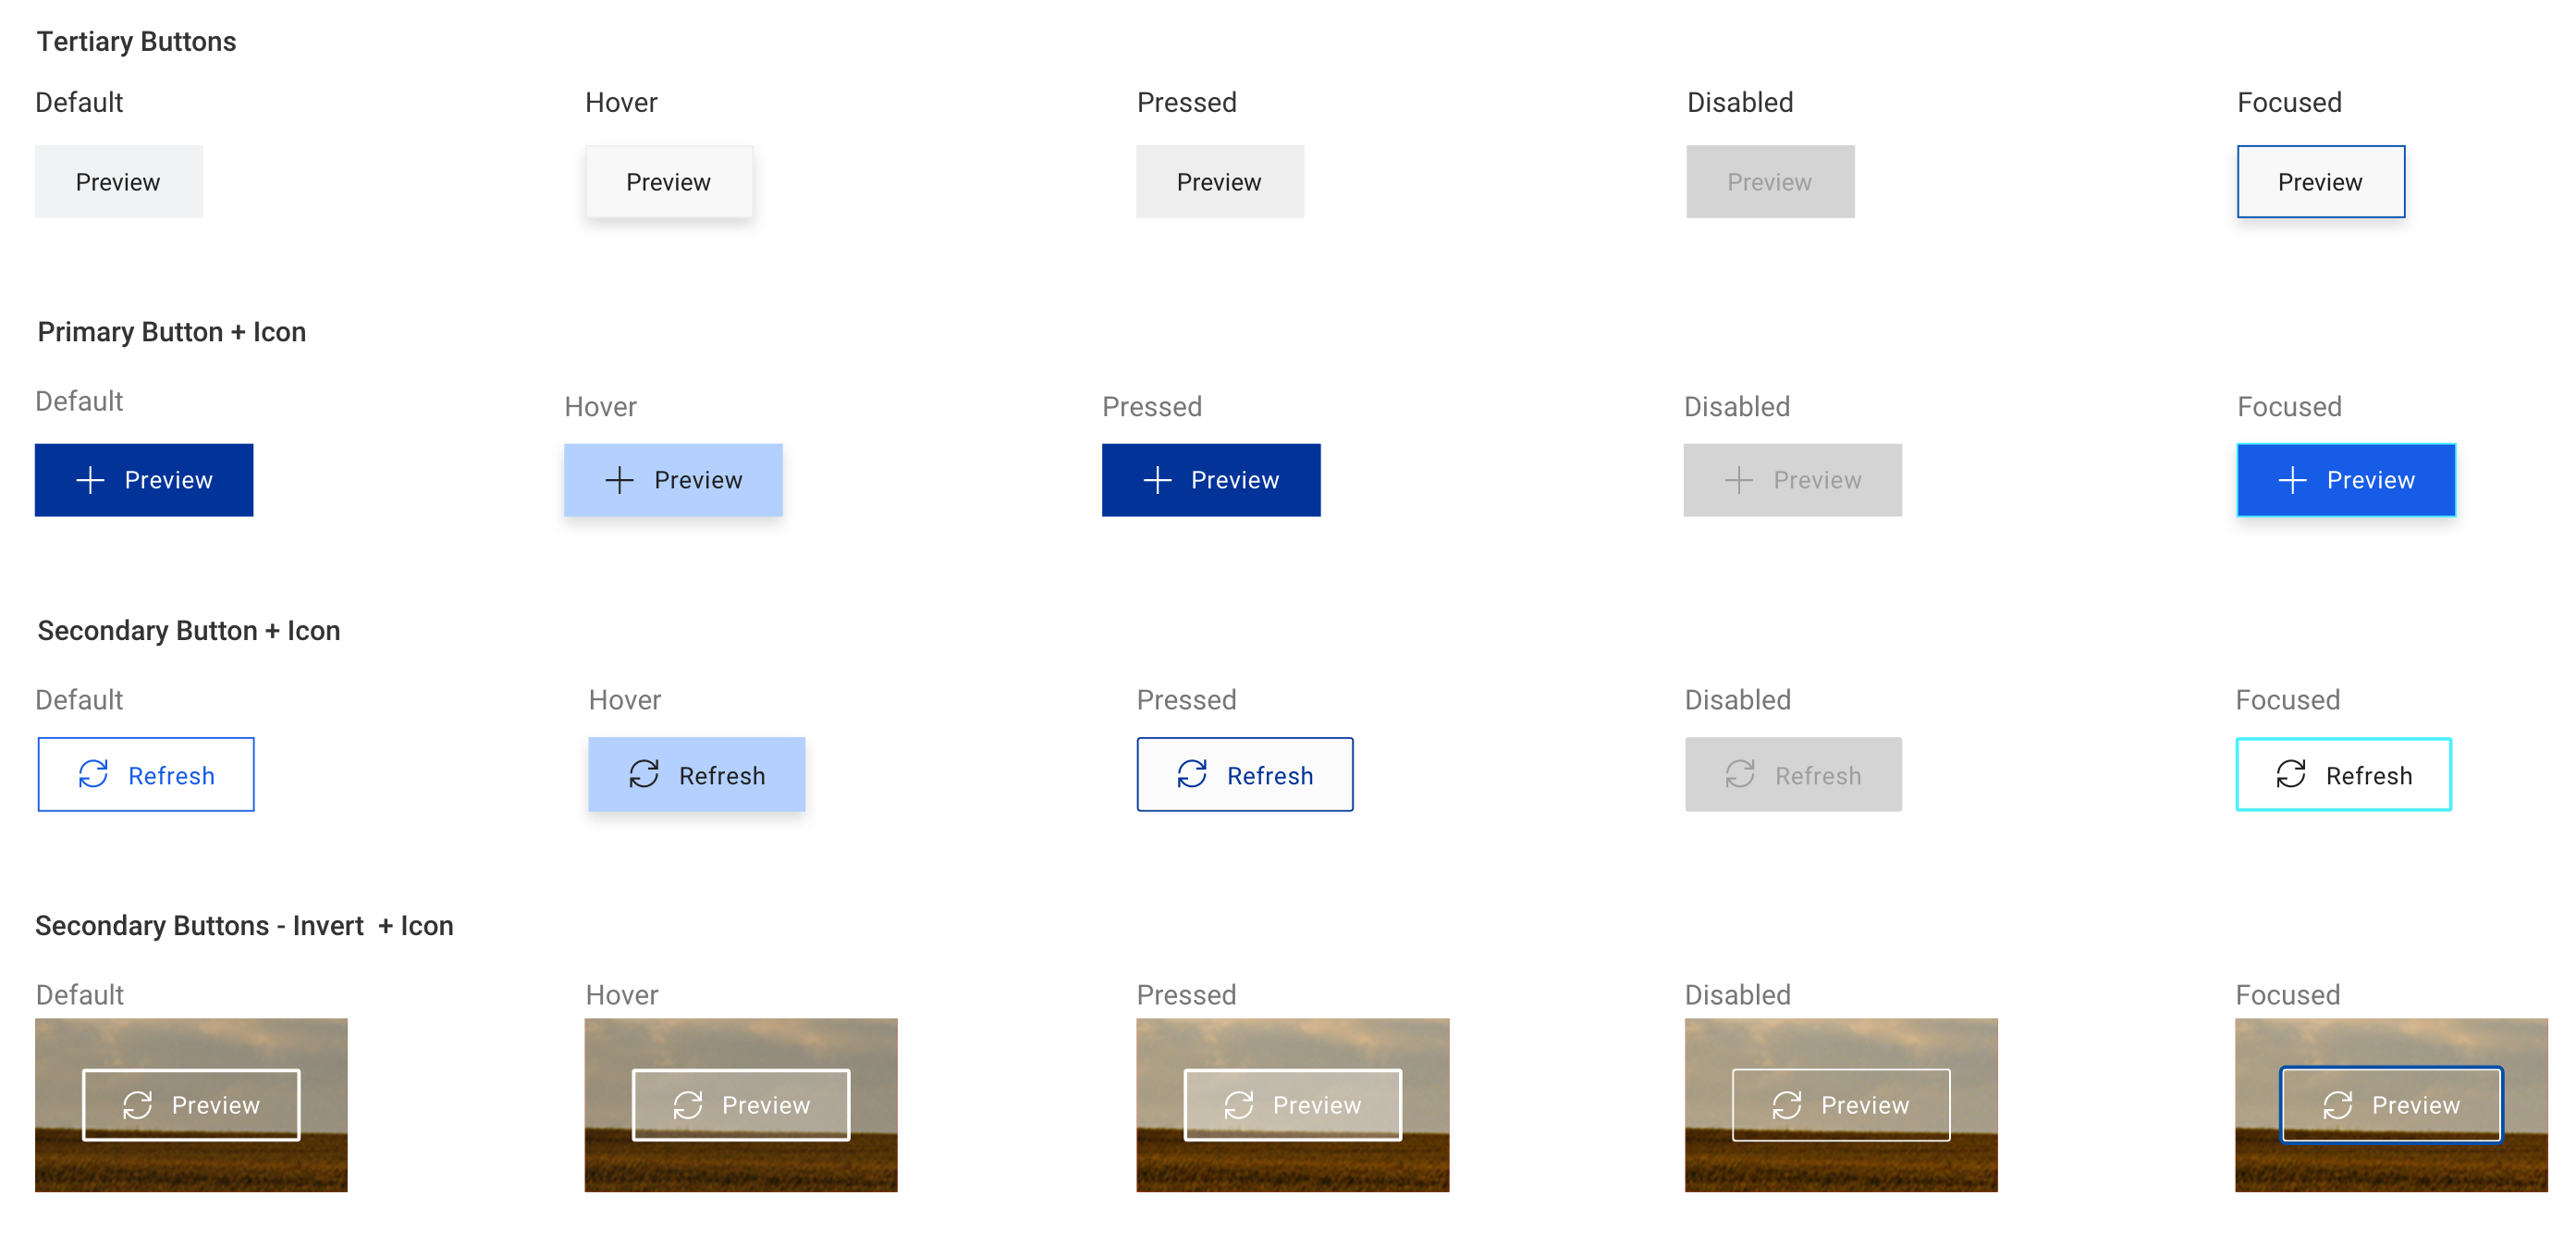 Tertiary Buttons
Default Hover Pressed Disabled Focused
Preview Preview Preview Preview Preview
Primary Button + Icon
Default Hover Pressed Disabled Focused
Preview Preview Preview Preview Preview
Secondary Button + Icon
Default Hover Pressed Disabled Focused
Refresh Refresh Refresh Refresh Refresh
Secondary Buttons - Invert + Icon
Default Hover Pressed Disabled Focused
Preview Preview Preview Preview Preview